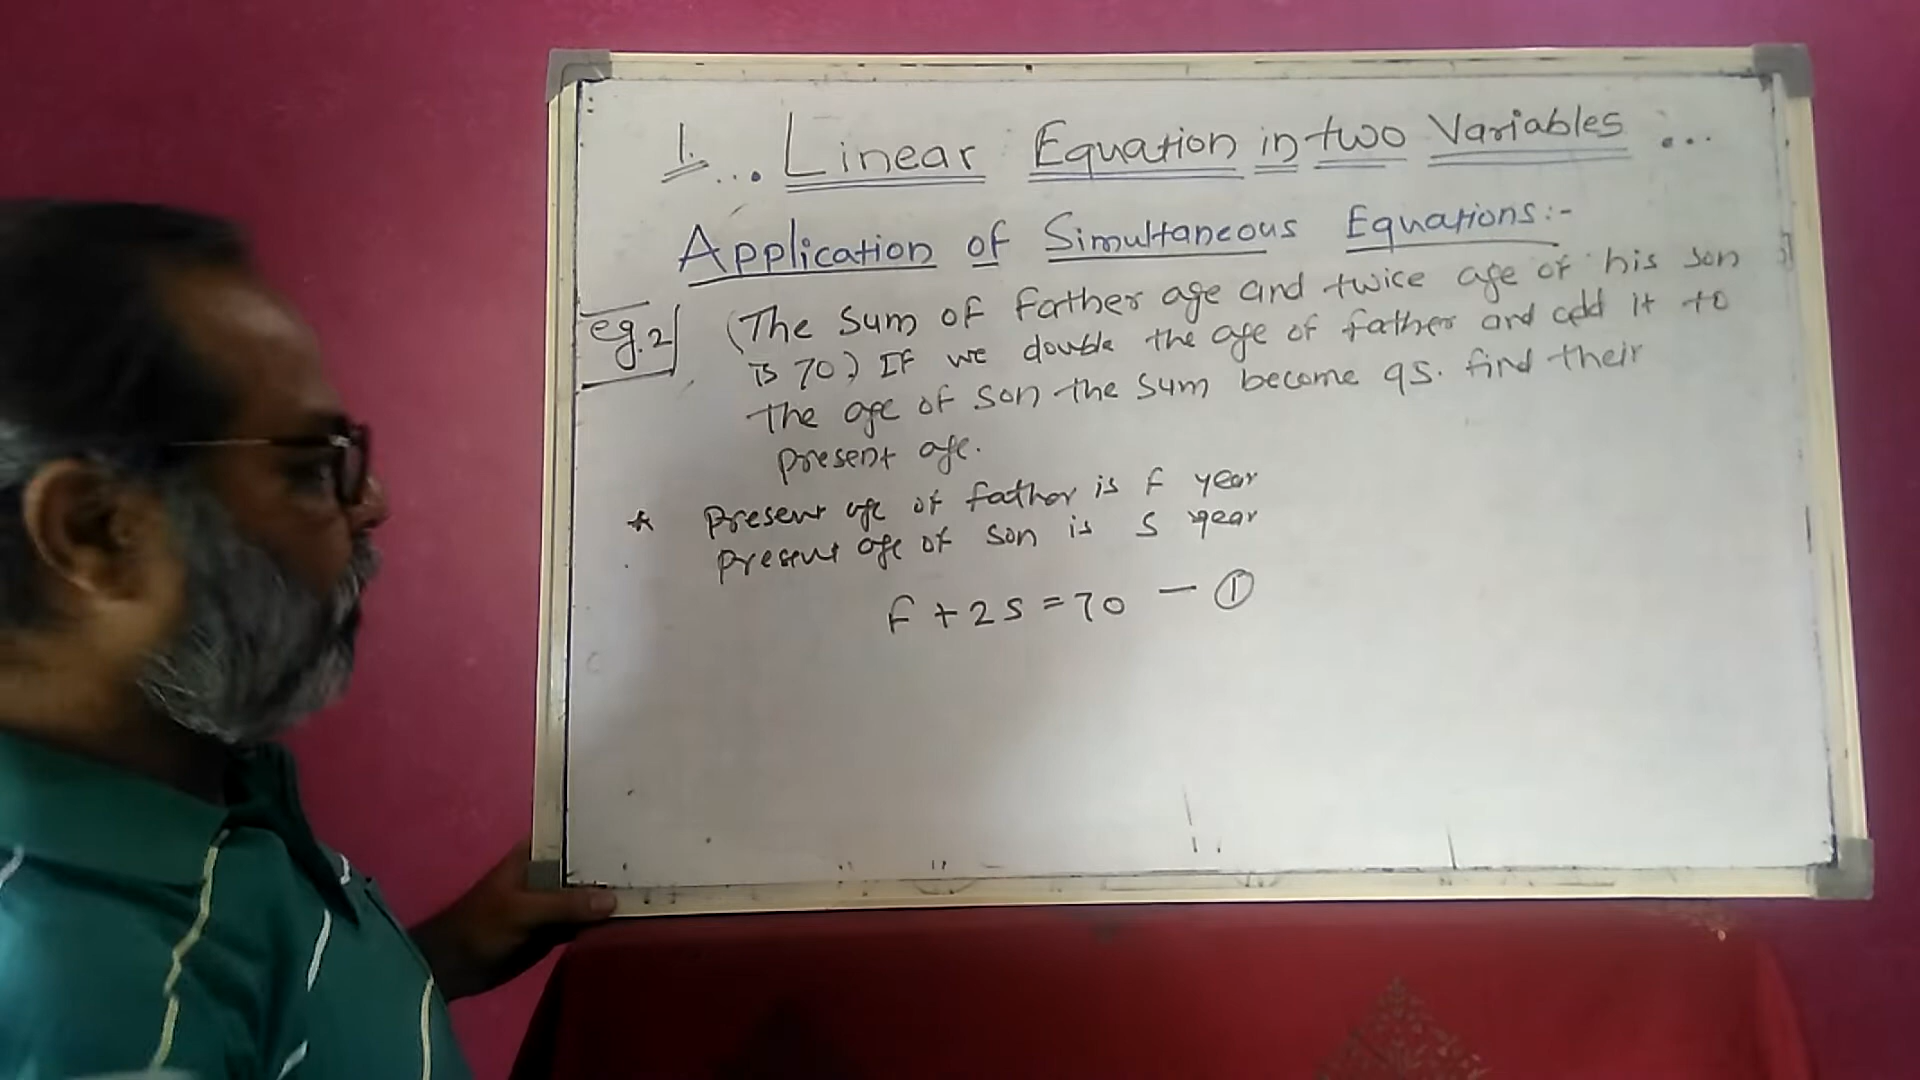 1. ... Linear Equation in two Variables ...
Application of Simultaneous Equations:-
eg.2 (The Sum of Father age and twice age of his son
is 70) If we double the age of father and add it to
the age of son the sum become 95. find their
present age.
* Present age of father is F year
Present age of son is S year
F + 2S = 70 — ①